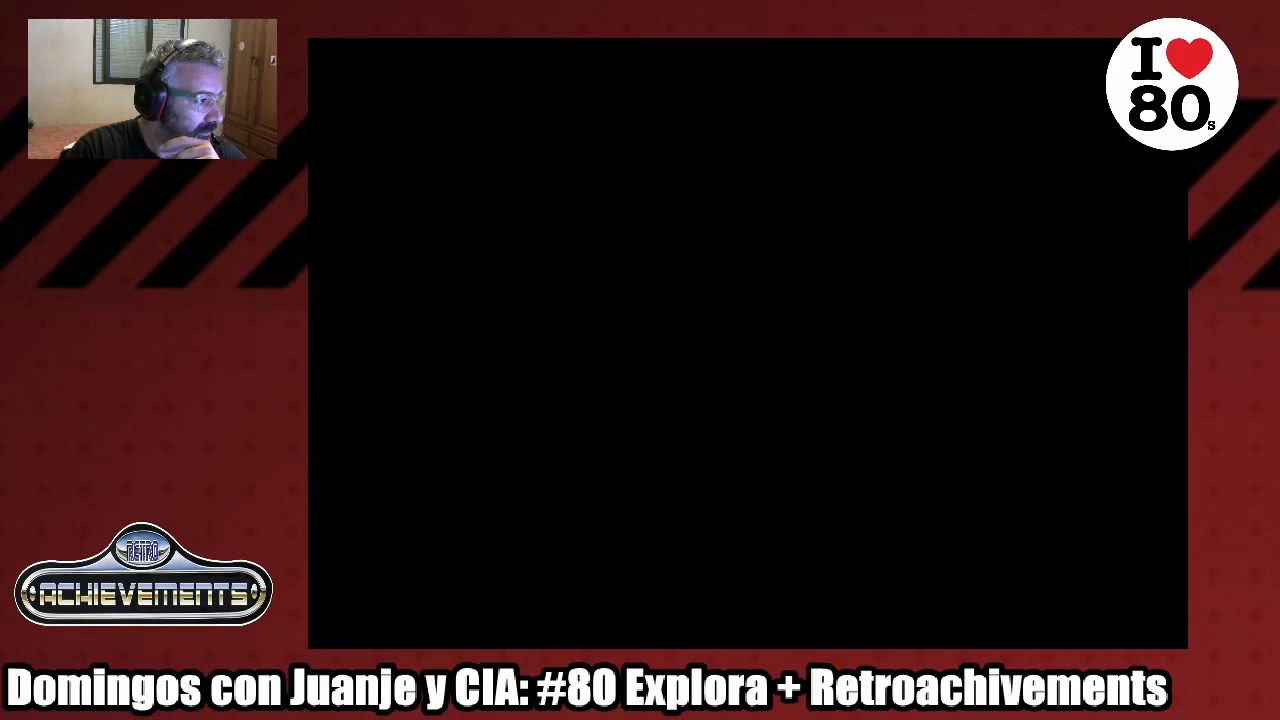 I ❤ 80s
RETRO
ACHIEVEMENTS
Domingos con Juanje y CIA: #80 Explora + Retroachivements